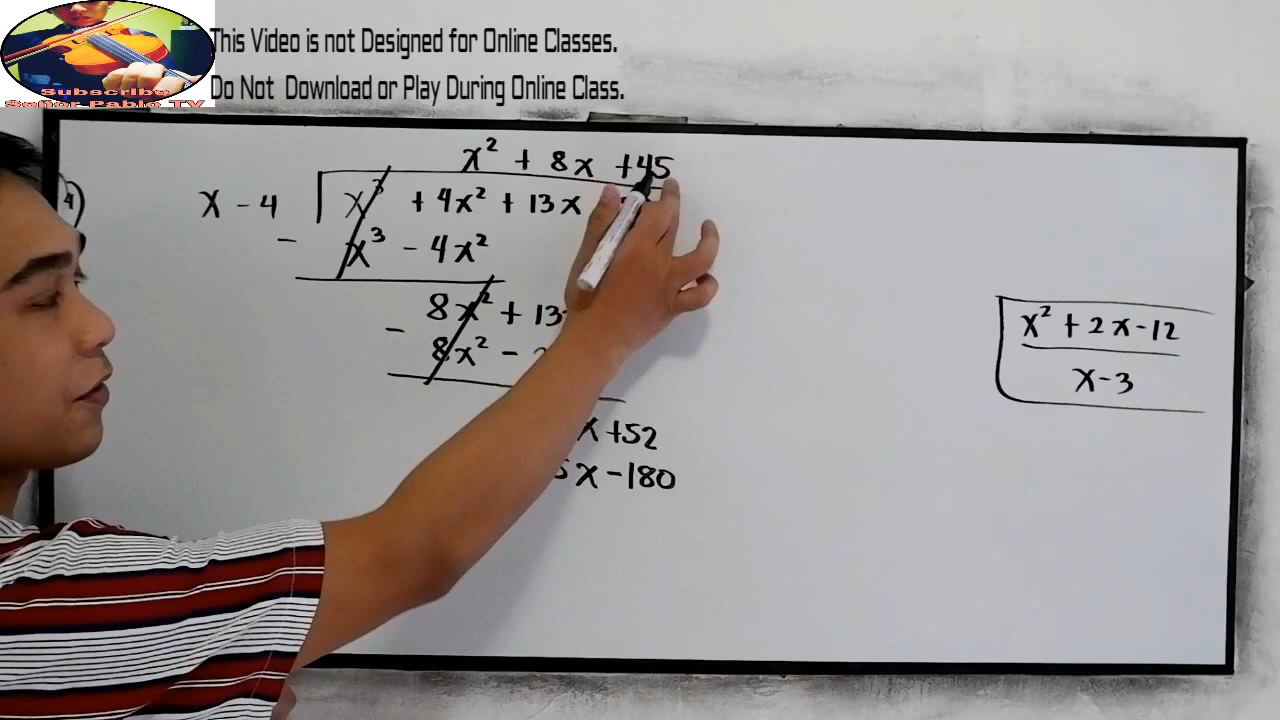 This Video is not Designed for Online Classes.
Do Not Download or Play During Online Class.
Subscribe
Señor Pablo TV
x² + 8x + 45
x - 4
x³ + 4x² + 13x
- x³ - 4x²
8x² + 13
- 8x² -
x + 52
5x - 180
x² + 2x - 12
x - 3